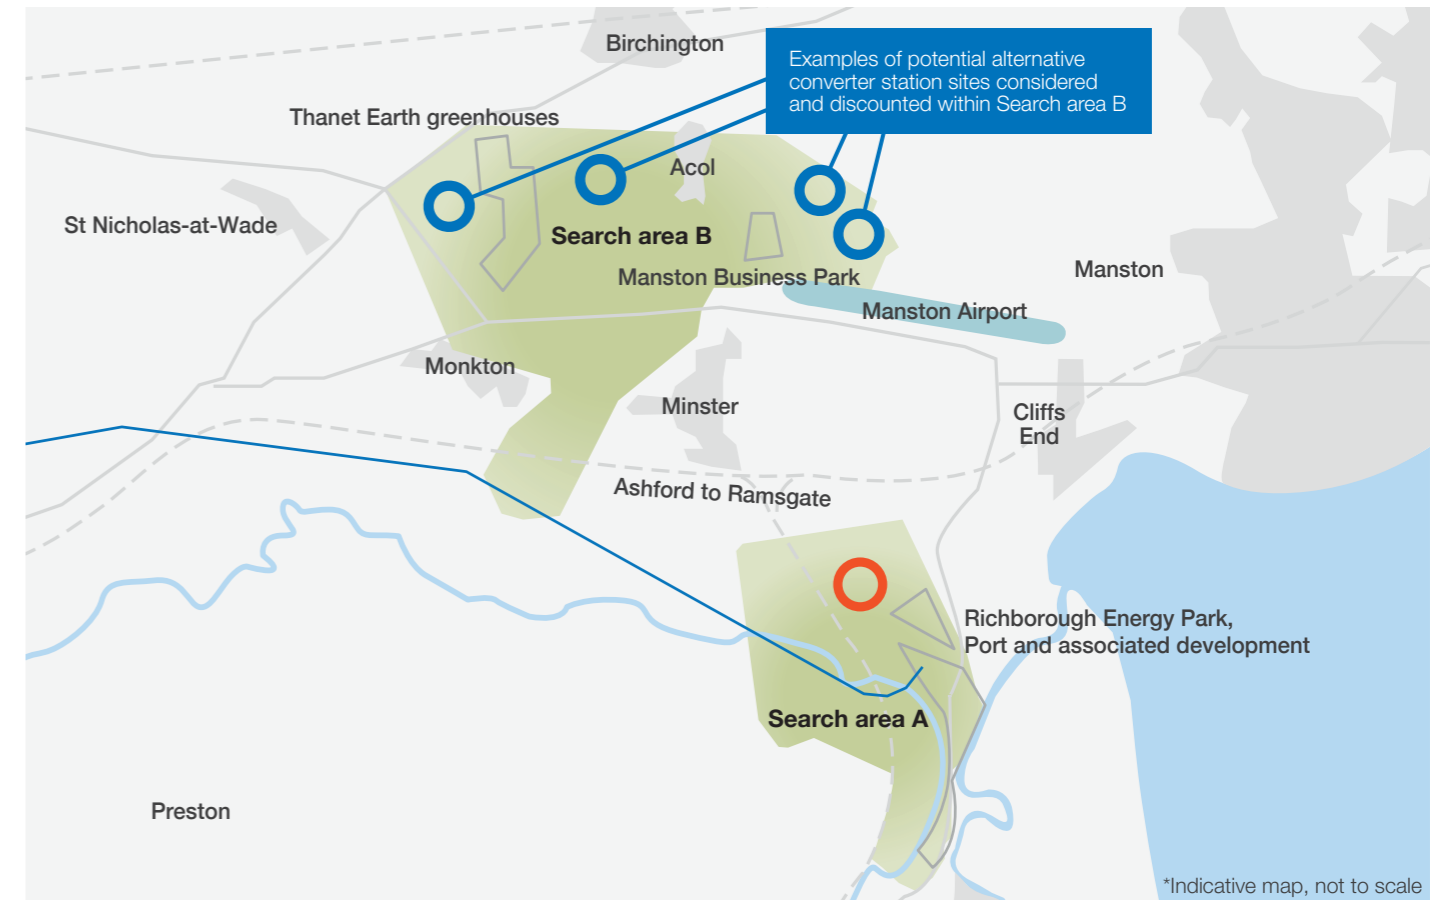 Birchington
Examples of potential alternative
converter station sites considered
and discounted within Search area B
Thanet Earth greenhouses
Acol
St Nicholas-at-Wade
Search area B
Manston
Manston Business Park
Manston Airport
Monkton
Minster
Cliffs
End
Ashford to Ramsgate
Richborough Energy Park,
Port and associated development
Search area A
Preston
*Indicative map, not to scale